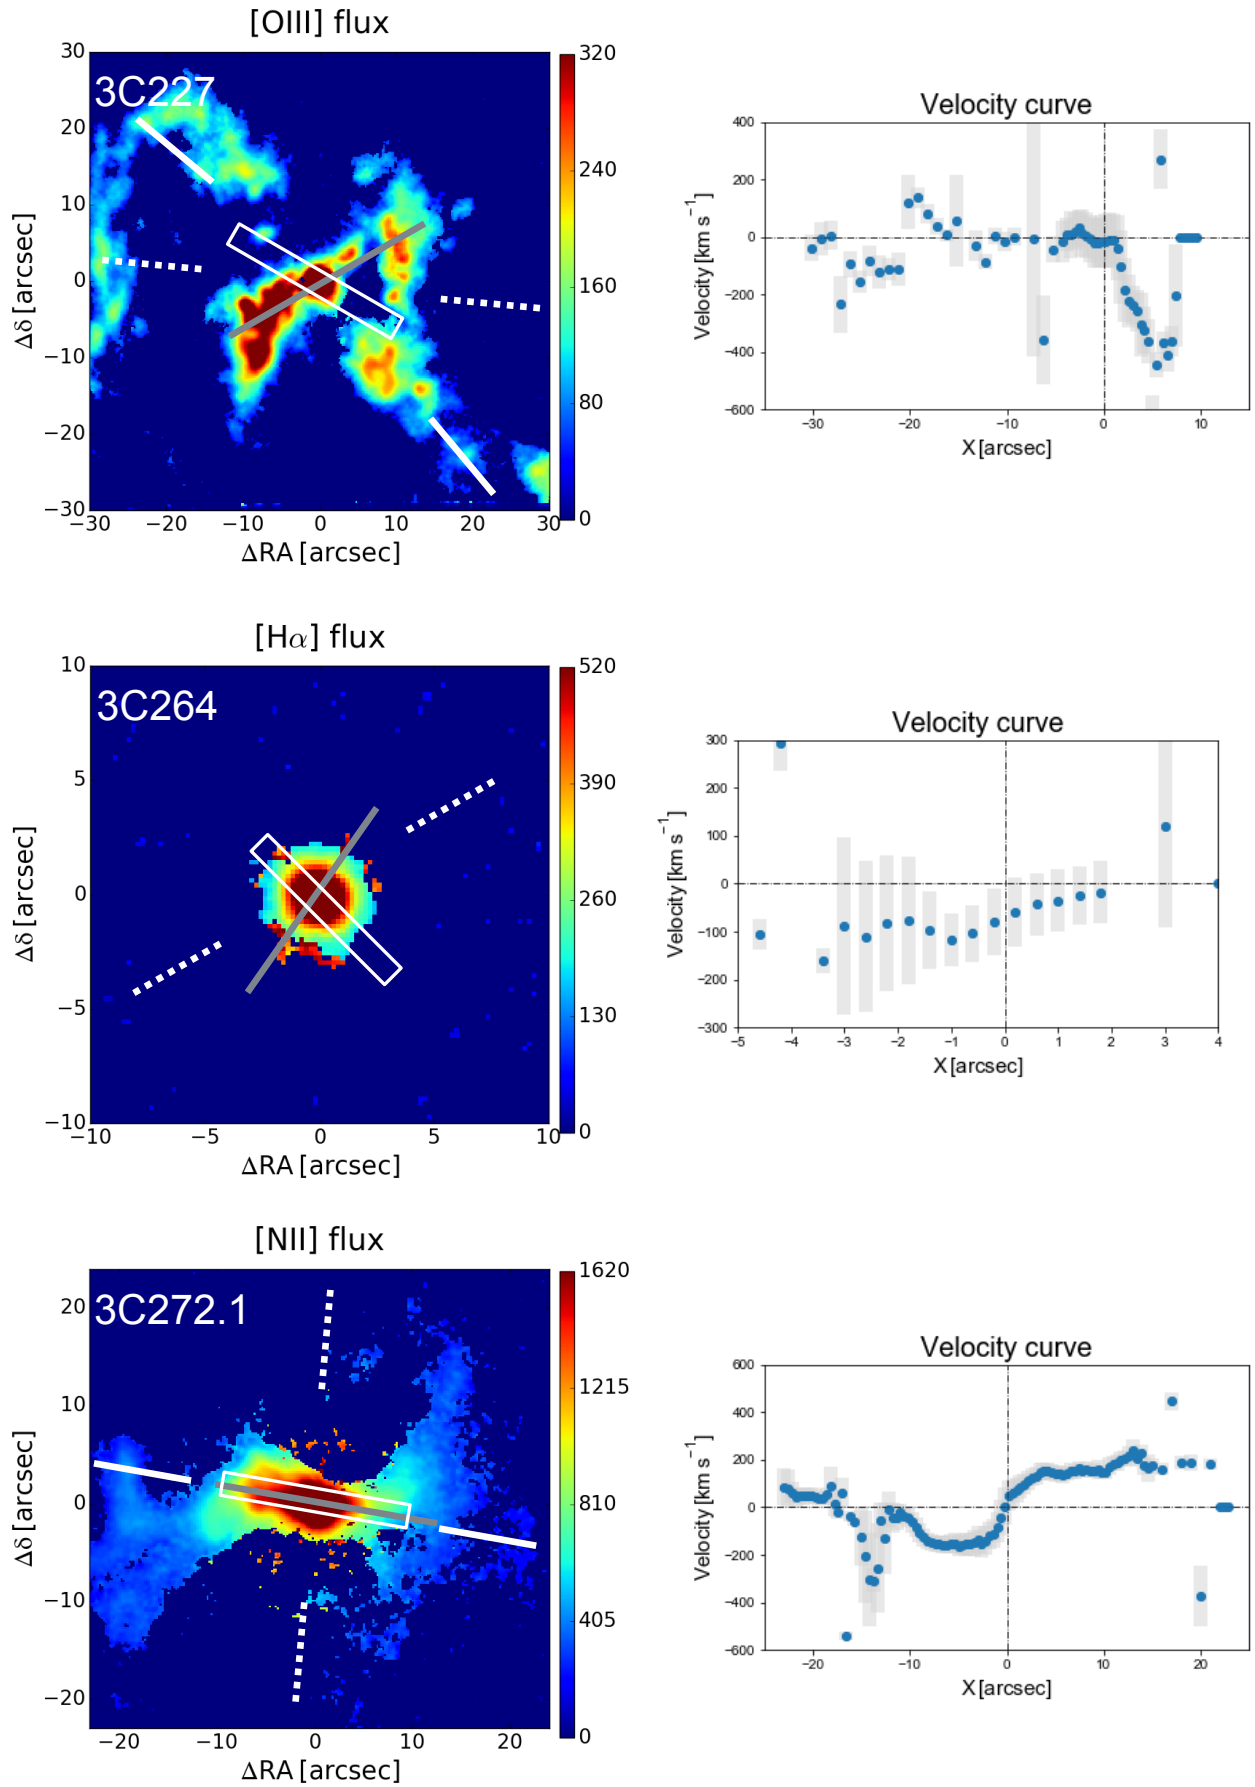 [OIII] flux
3C227
30
20
10
0
−10
−20
−30
Δδ [arcsec]
−30 −20 −10 0 10 20 30
ΔRA [arcsec]
320
240
160
80
0
Velocity curve
400
200
0
−200
−400
−600
Velocity [km s−1]
−30 −20 −10 0 10
X [arcsec]
[Hα] flux
3C264
10
5
0
−5
−10
Δδ [arcsec]
−10 −5 0 5 10
ΔRA [arcsec]
520
390
260
130
0
Velocity curve
300
200
100
0
−100
−200
−300
Velocity [km s−1]
−5 −4 −3 −2 −1 0 1 2 3 4
X [arcsec]
[NII] flux
3C272.1
20
10
0
−10
−20
Δδ [arcsec]
−20 −10 0 10 20
ΔRA [arcsec]
1620
1215
810
405
0
Velocity curve
600
400
200
0
−200
−400
−600
Velocity [km s−1]
−20 −10 0 10 20
X [arcsec]